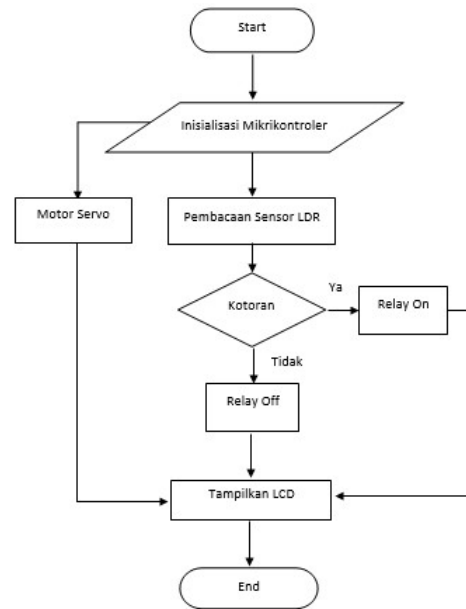 Start
Inisialisasi Mikrikontroler
Motor Servo
Pembacaan Sensor LDR
Kotoran
Ya
Relay On
Tidak
Relay Off
Tampilkan LCD
End